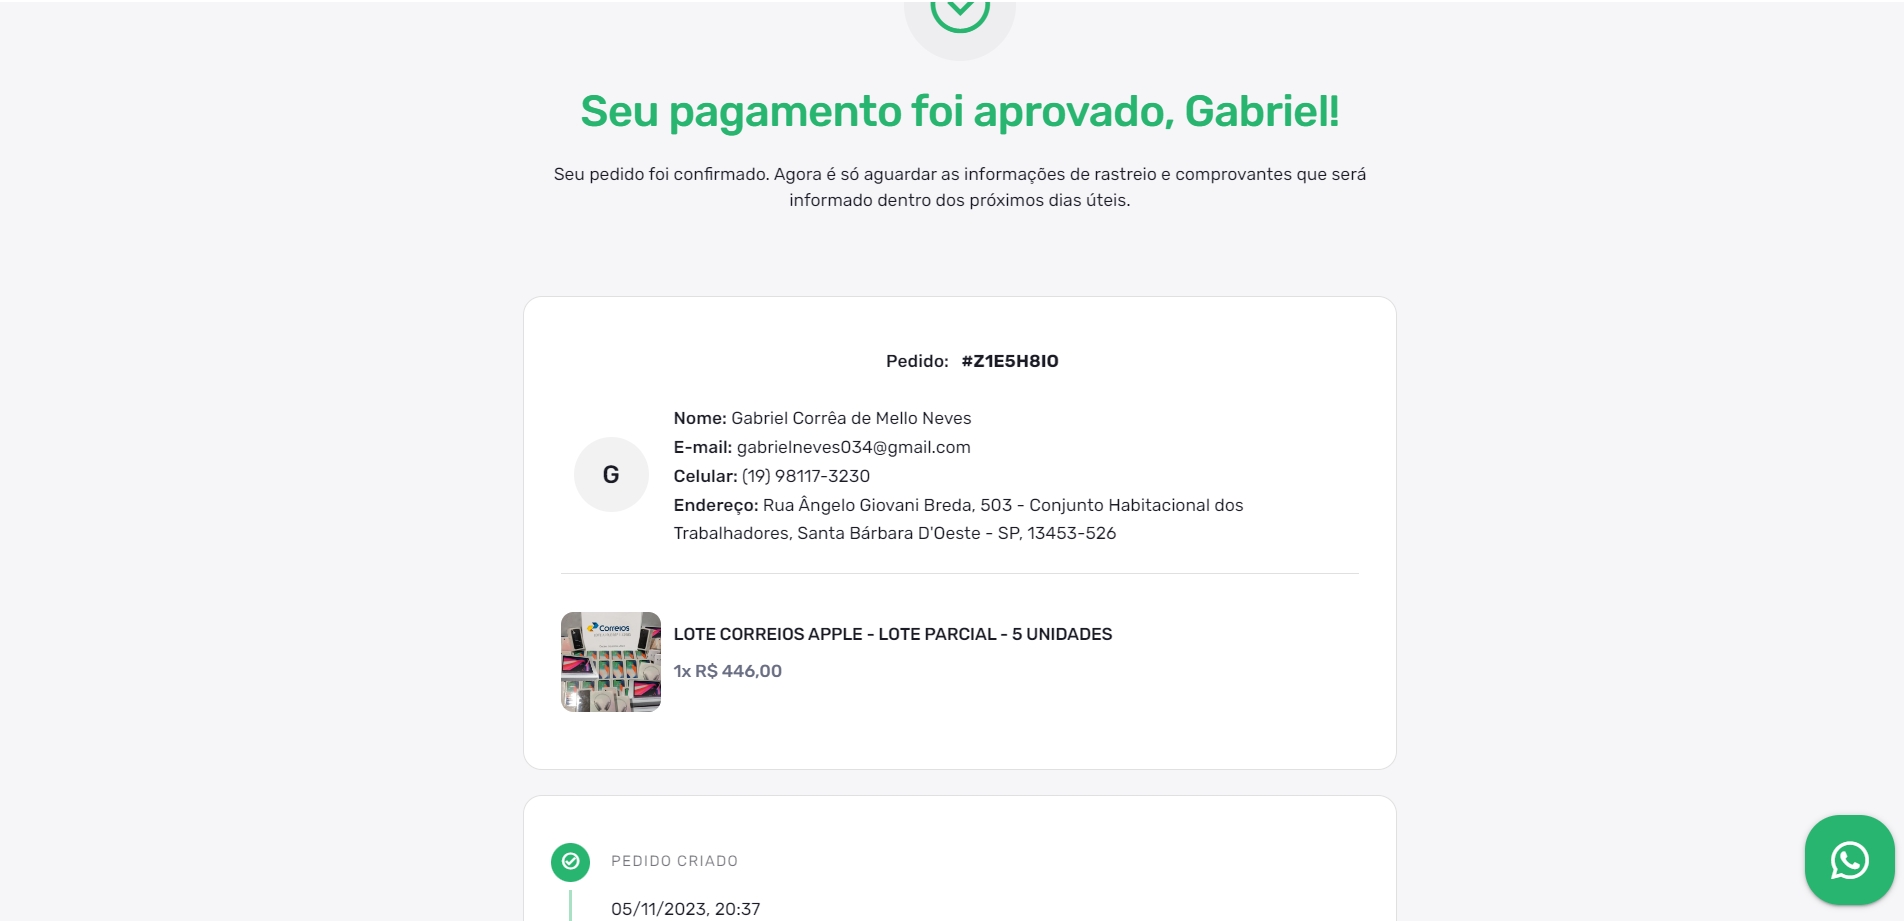 Seu pagamento foi aprovado, Gabriel!
Seu pedido foi confirmado. Agora é só aguardar as informações de rastreio e comprovantes que será
informado dentro dos próximos dias úteis.
Pedido: #Z1E5H8IO
G
Nome: Gabriel Corrêa de Mello Neves
E-mail: gabrielneves034@gmail.com
Celular: (19) 98117-3230
Endereço: Rua Ângelo Giovani Breda, 503 - Conjunto Habitacional dos
Trabalhadores, Santa Bárbara D'Oeste - SP, 13453-526
Correios
LOTE CORREIOS APPLE - LOTE PARCIAL - 5 UNIDADES
1x R$ 446,00
PEDIDO CRIADO
05/11/2023, 20:37